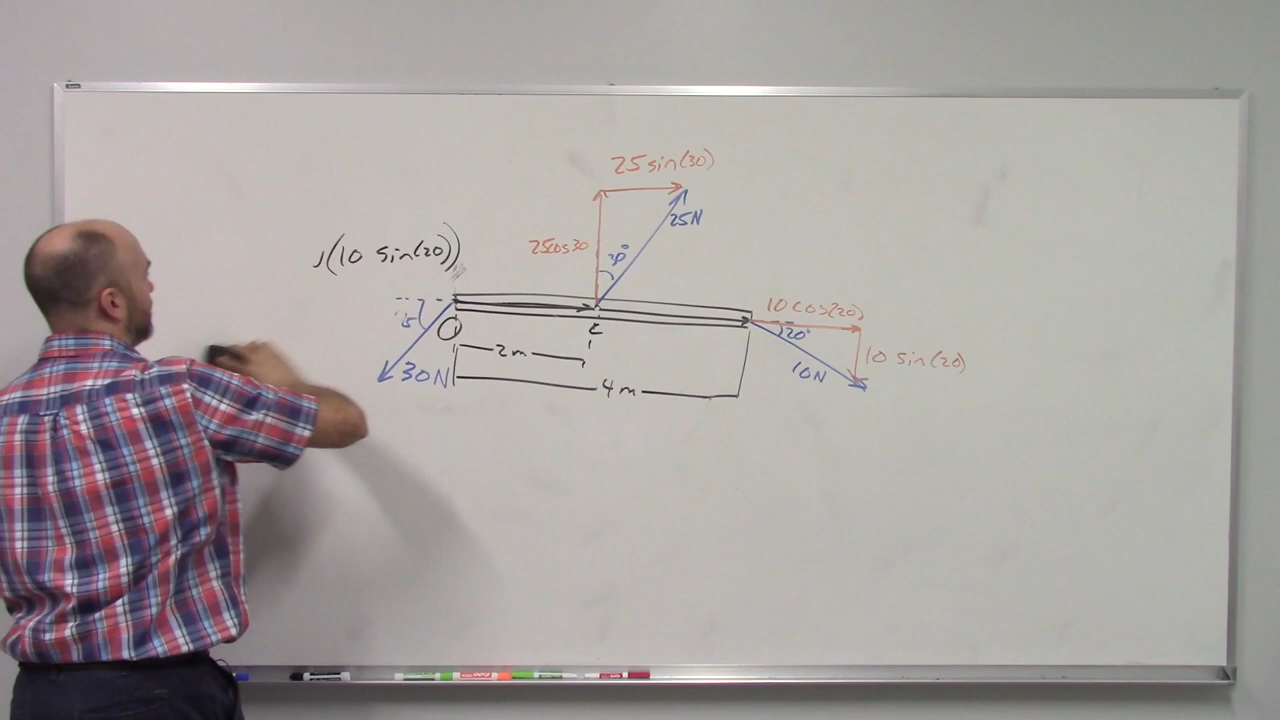 25 sin(30)
25N
25cos30
(10 sin(20))
10 cos(20)
20°
O
C
10 sin(20)
2m
30N
10N
4m